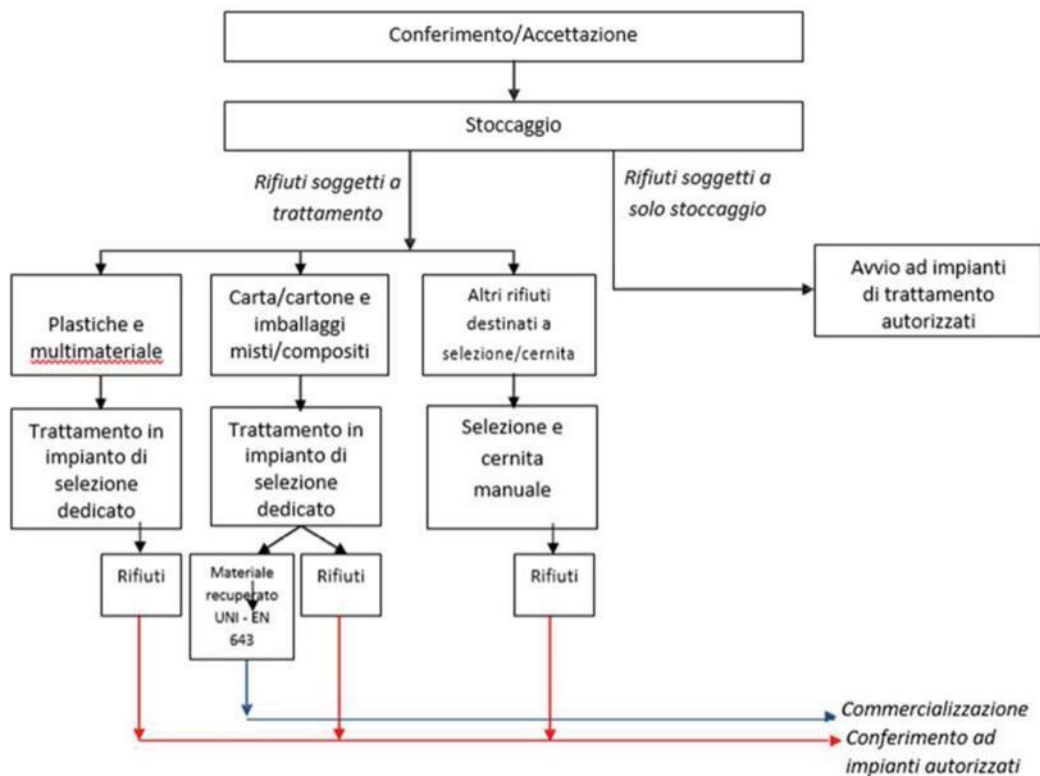 Conferimento/Accettazione
Stoccaggio
Rifiuti soggetti a
trattamento
Rifiuti soggetti a
solo stoccaggio
Avvio ad impianti
di trattamento
autorizzati
Plastiche e
multimateriale
Carta/cartone e
imballaggi
misti/compositi
Altri rifiuti
destinati a
selezione/cernita
Trattamento in
impianto di
selezione
dedicato
Trattamento in
impianto di
selezione
dedicato
Selezione e
cernita
manuale
Rifiuti
Materiale
recuperato
UNI - EN
643
Rifiuti
Rifiuti
Commercializzazione
Conferimento ad
impianti autorizzati